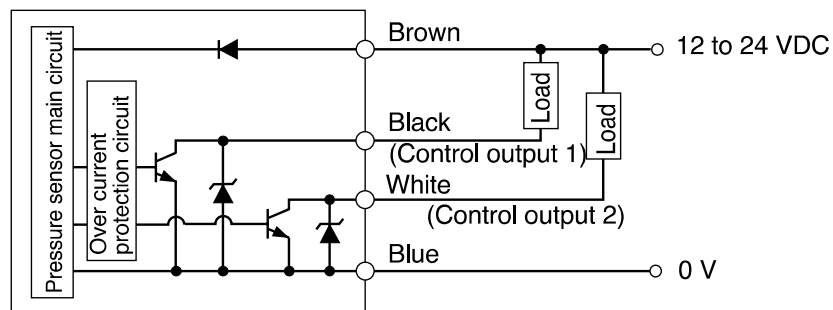 Pressure sensor main circuit
Over current
protection circuit
Brown
12 to 24 VDC
Load
Load
Black
(Control output 1)
White
(Control output 2)
Blue
0 V